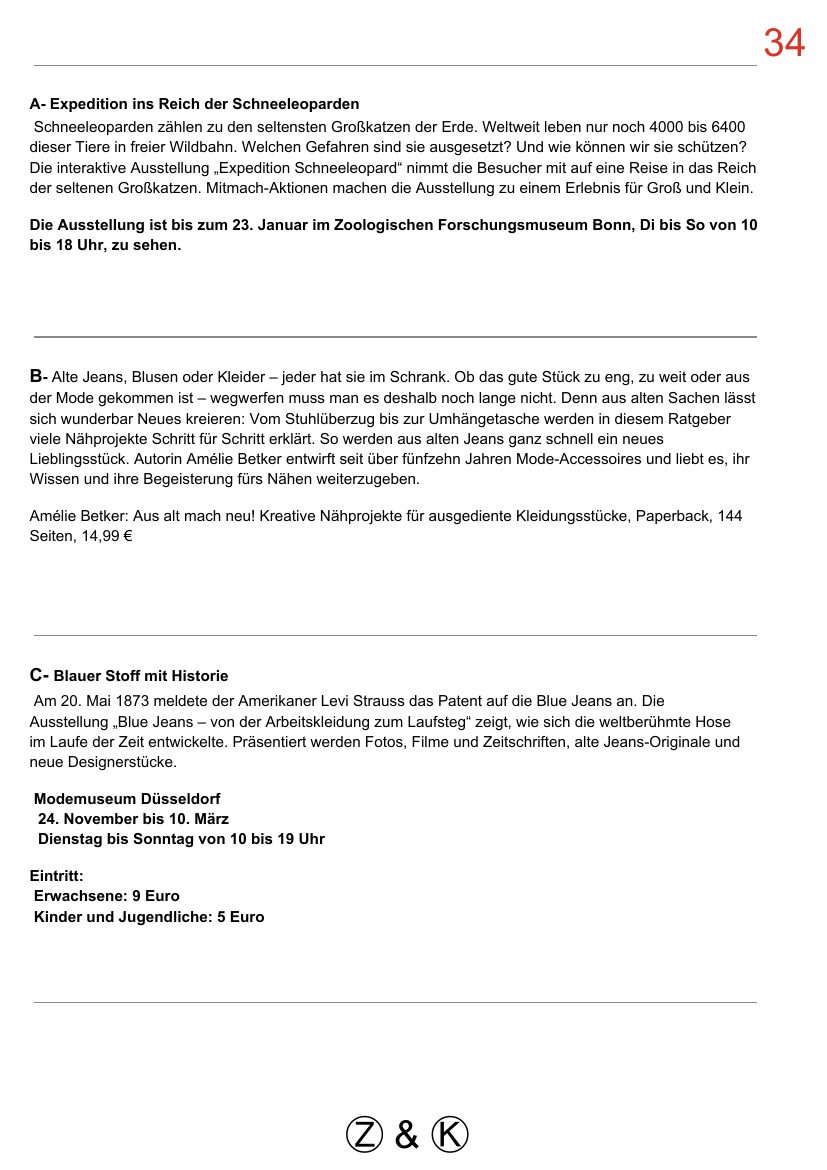 34
A- Expedition ins Reich der Schneeleoparden
Schneeleoparden zählen zu den seltensten Großkatzen der Erde. Weltweit leben nur noch 4000 bis 6400
dieser Tiere in freier Wildbahn. Welchen Gefahren sind sie ausgesetzt? Und wie können wir sie schützen?
Die interaktive Ausstellung „Expedition Schneeleopard“ nimmt die Besucher mit auf eine Reise in das Reich
der seltenen Großkatzen. Mitmach-Aktionen machen die Ausstellung zu einem Erlebnis für Groß und Klein.
Die Ausstellung ist bis zum 23. Januar im Zoologischen Forschungsmuseum Bonn, Di bis So von 10
bis 18 Uhr, zu sehen.
B- Alte Jeans, Blusen oder Kleider – jeder hat sie im Schrank. Ob das gute Stück zu eng, zu weit oder aus
der Mode gekommen ist – wegwerfen muss man es deshalb noch lange nicht. Denn aus alten Sachen lässt
sich wunderbar Neues kreieren: Vom Stuhlüberzug bis zur Umhängetasche werden in diesem Ratgeber
viele Nähprojekte Schritt für Schritt erklärt. So werden aus alten Jeans ganz schnell ein neues
Lieblingsstück. Autorin Amélie Betker entwirft seit über fünfzehn Jahren Mode-Accessoires und liebt es, ihr
Wissen und ihre Begeisterung fürs Nähen weiterzugeben.
Amélie Betker: Aus alt mach neu! Kreative Nähprojekte für ausgediente Kleidungsstücke, Paperback, 144
Seiten, 14,99 €
C- Blauer Stoff mit Historie
Am 20. Mai 1873 meldete der Amerikaner Levi Strauss das Patent auf die Blue Jeans an. Die
Ausstellung „Blue Jeans – von der Arbeitskleidung zum Laufsteg“ zeigt, wie sich die weltberühmte Hose
im Laufe der Zeit entwickelte. Präsentiert werden Fotos, Filme und Zeitschriften, alte Jeans-Originale und
neue Designerstücke.
Modemuseum Düsseldorf
24. November bis 10. März
Dienstag bis Sonntag von 10 bis 19 Uhr
Eintritt:
Erwachsene: 9 Euro
Kinder und Jugendliche: 5 Euro
Ⓩ & Ⓚ